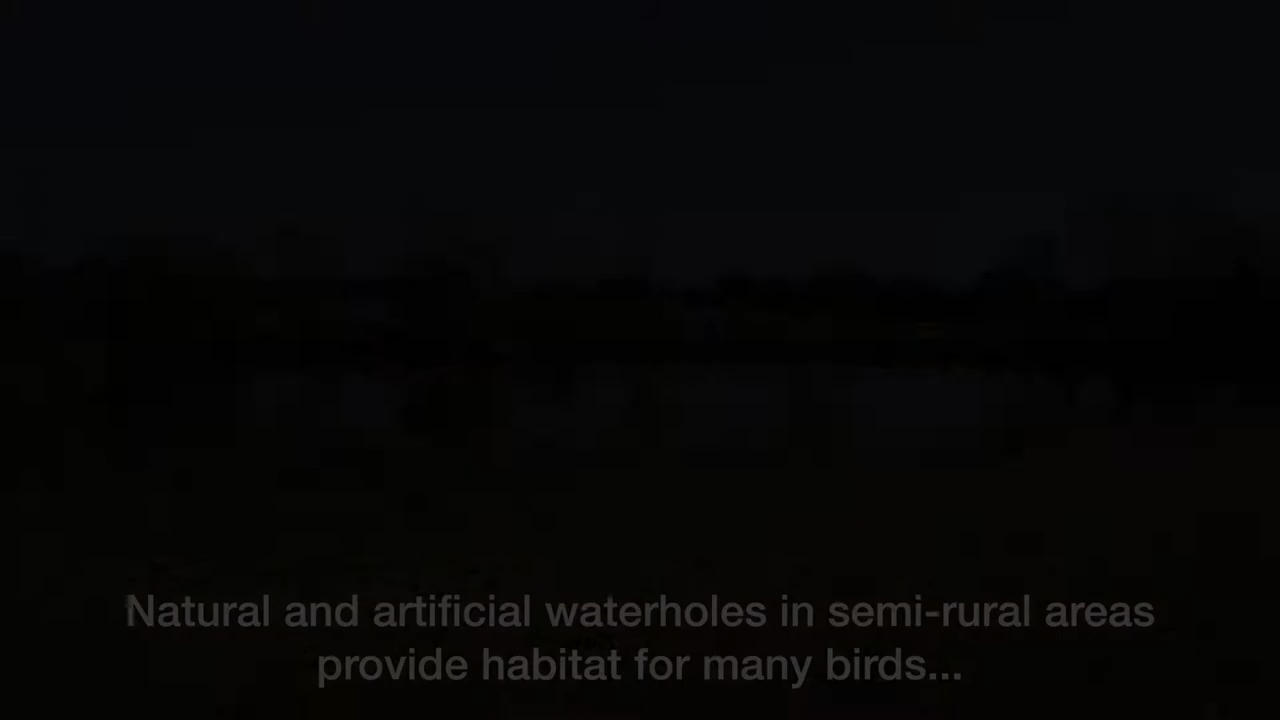 Natural and artificial waterholes in semi-rural areas
provide habitat for many birds...